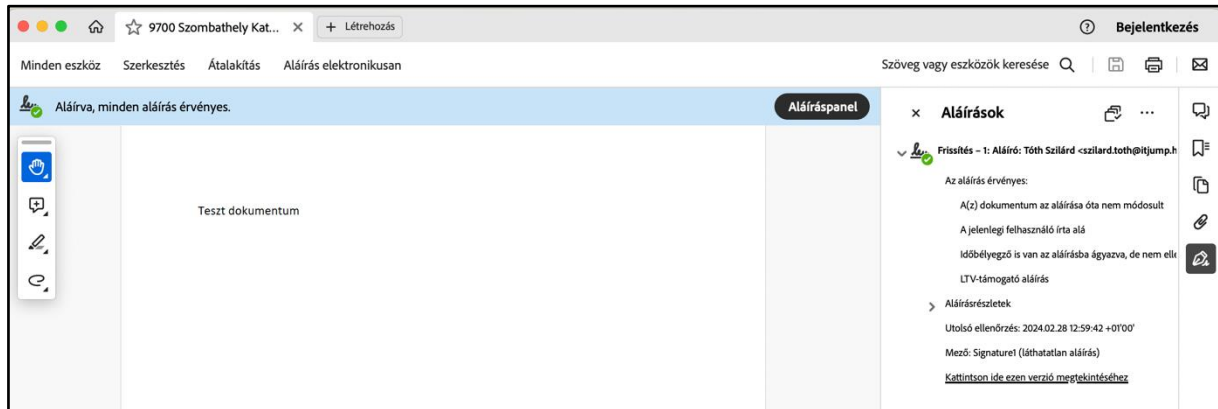 9700 Szombathely Kat...
+ Létrehozás
Bejelentkezés
Minden eszköz Szerkesztés Átalakítás Aláírás elektronikusan
Szöveg vagy eszközök keresése
Aláírva, minden aláírás érvényes.
Aláíráspanel
Teszt dokumentum
Aláírások
Frissítés – 1: Aláíró: Tóth Szilárd <szilard.toth@itjump.h
Az aláírás érvényes:
A(z) dokumentum az aláírása óta nem módosult
A jelenlegi felhasználó írta alá
Időbélyegző is van az aláírásba ágyazva, de nem elle
LTV-támogató aláírás
Aláírásrészletek
Utolsó ellenőrzés: 2024.02.28 12:59:42 +01'00'
Mező: Signature1 (láthatatlan aláírás)
Kattintson ide ezen verzió megtekintéséhez